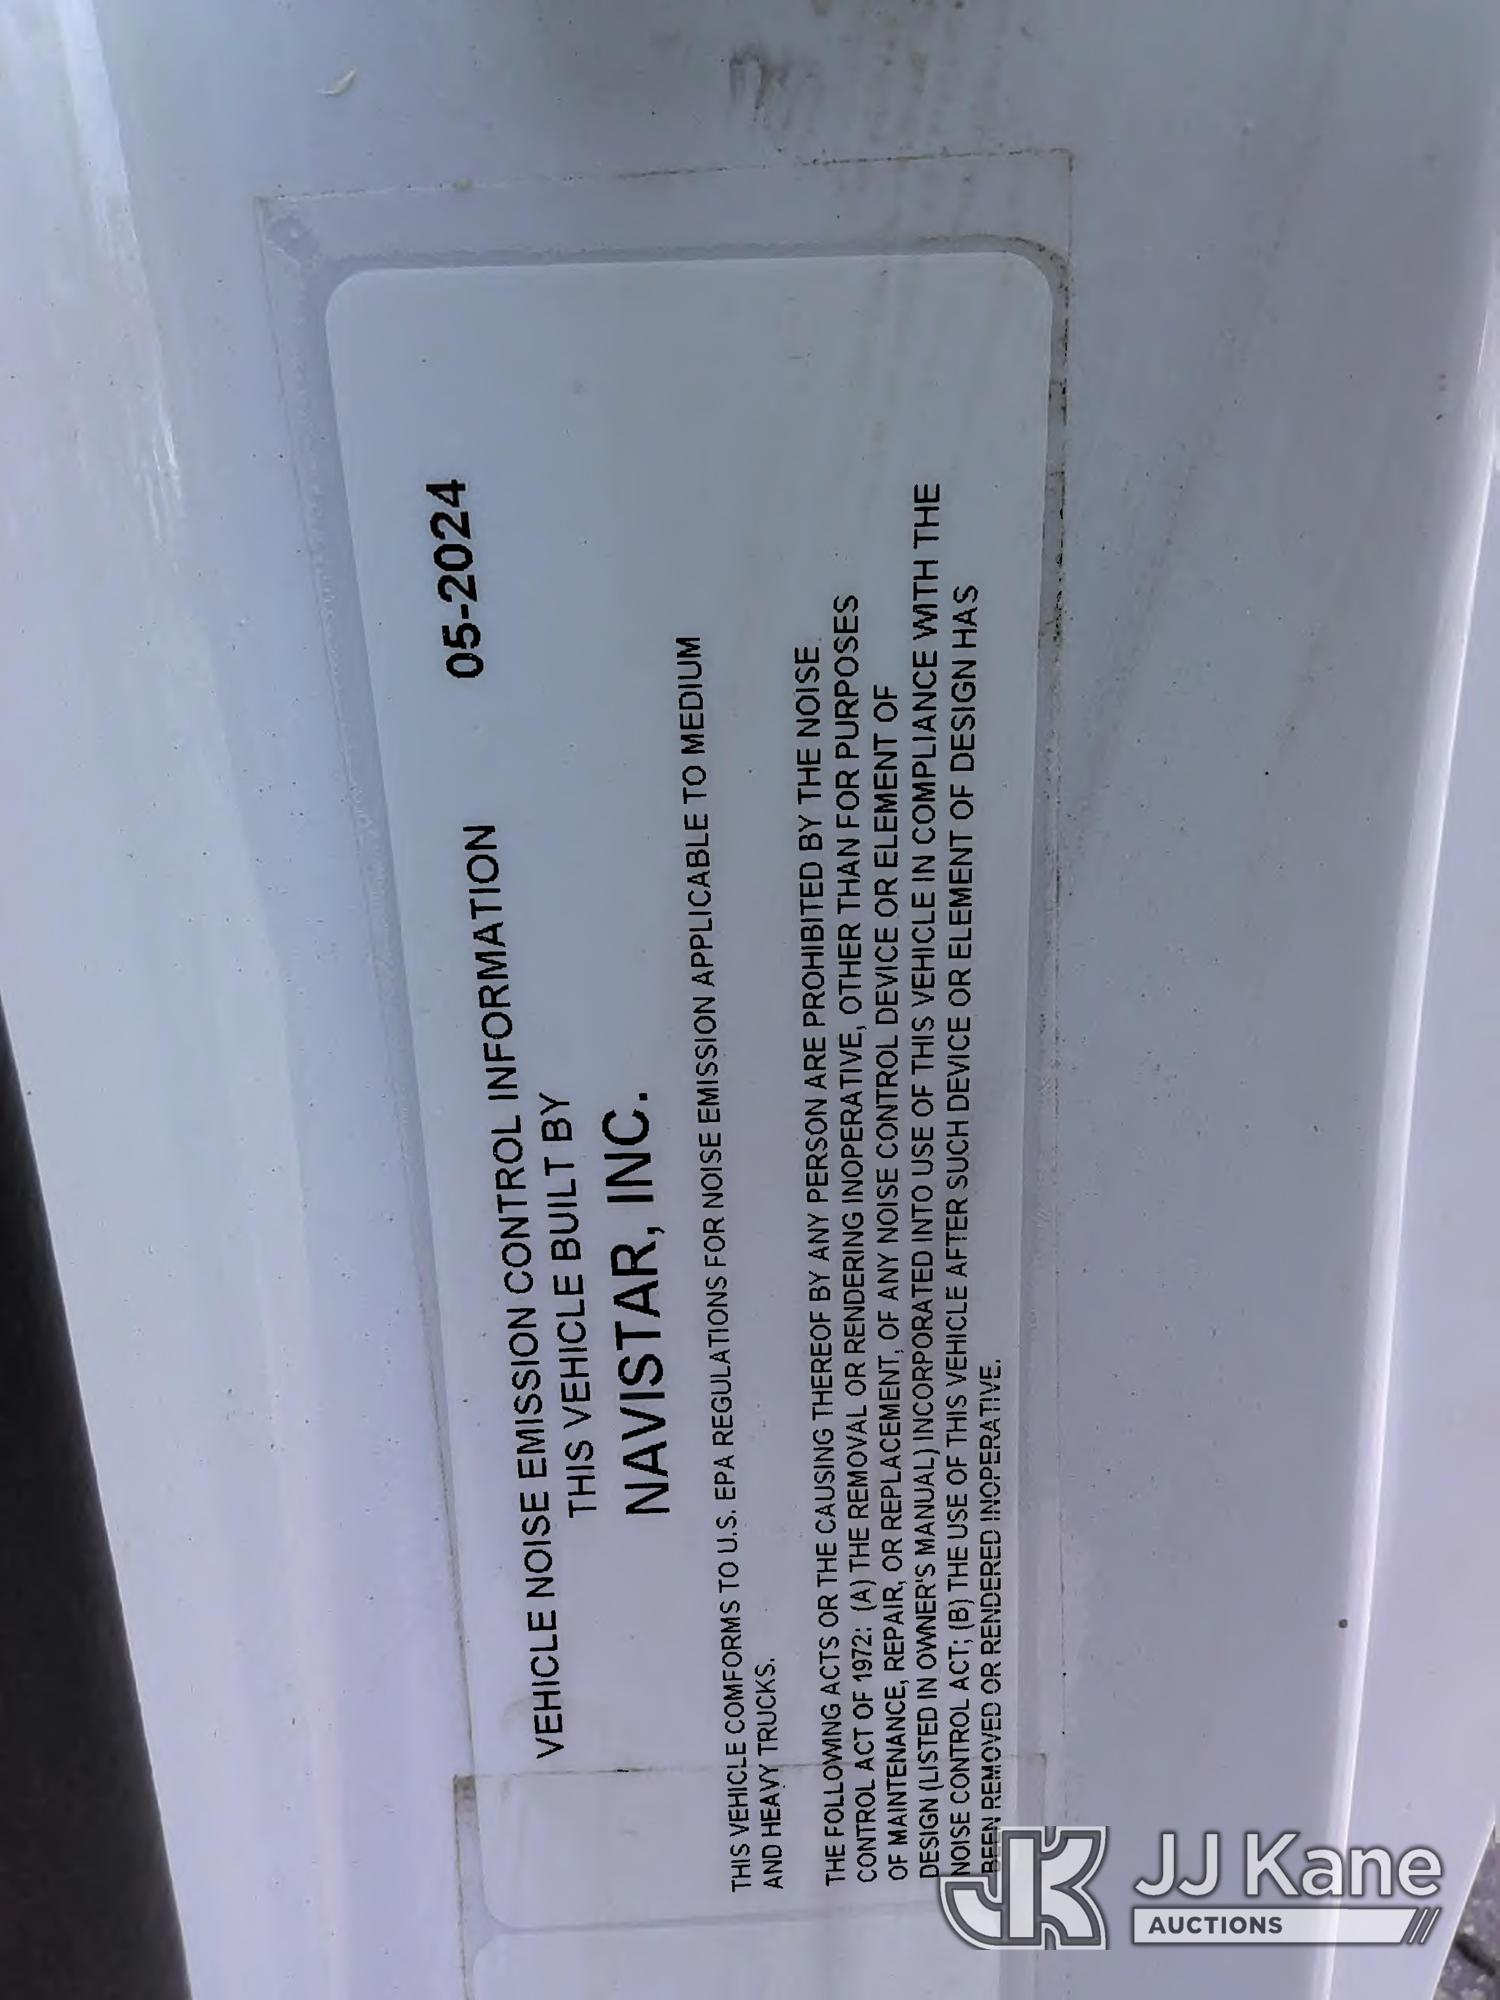 VEHICLE NOISE EMISSION CONTROL INFORMATION 05-2024
THIS VEHICLE BUILT BY
NAVISTAR, INC.
THIS VEHICLE COMFORMS TO U.S. EPA REGULATIONS FOR NOISE EMISSION APPLICABLE TO MEDIUM
AND HEAVY TRUCKS.
THE FOLLOWING ACTS OR THE CAUSING THEREOF BY ANY PERSON ARE PROHIBITED BY THE NOISE
CONTROL ACT OF 1972: (A) THE REMOVAL OR RENDERING INOPERATIVE, OTHER THAN FOR PURPOSES
OF MAINTENANCE, REPAIR, OR REPLACEMENT, OF ANY NOISE CONTROL DEVICE OR ELEMENT OF
DESIGN (LISTED IN OWNER'S MANUAL) INCORPORATED INTO USE OF THIS VEHICLE IN COMPLIANCE WITH THE
NOISE CONTROL ACT; (B) THE USE OF THIS VEHICLE AFTER SUCH DEVICE OR ELEMENT OF DESIGN HAS
BEEN REMOVED OR RENDERED INOPERATIVE.
JK JJ Kane
AUCTIONS